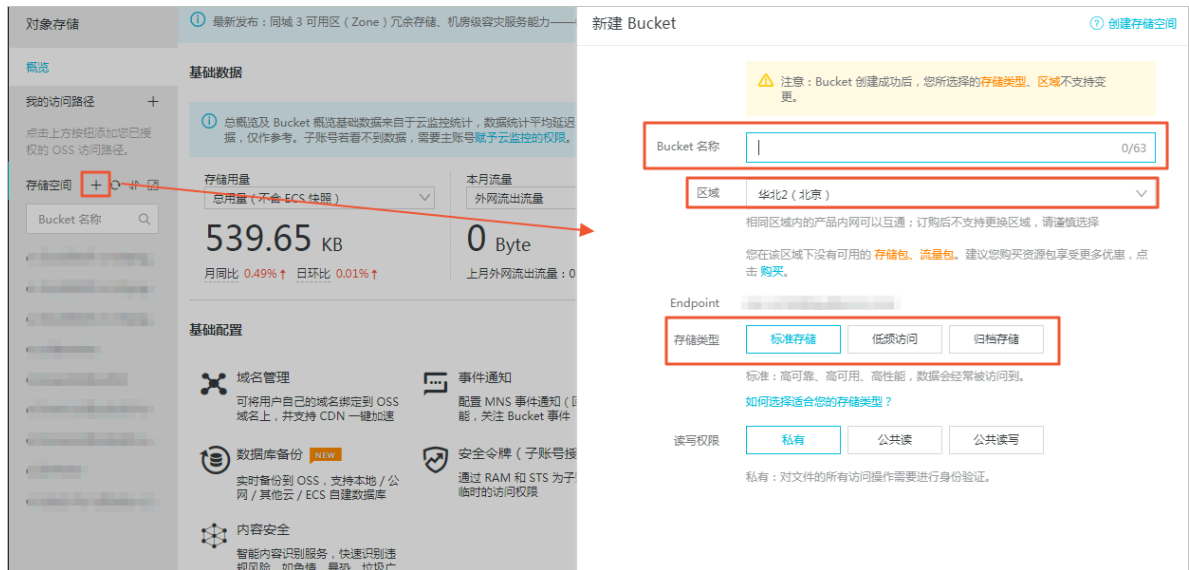 对象存储
概览
我的访问路径
点击上方按钮添加您已授
权的 OSS 访问路径。
存储空间
Bucket 名称
最新发布：同域 3 可用区（Zone）冗余存储、机房级容灾服务能力——
基础数据
总概览及 Bucket 概览基础数据来自于云监控统计，数据统计平均延迟
据，仅作参考。子账号若看不到数据，需要主账号赋予云监控的权限。
存储用量
总用量（不含 ECS 快照）
539.65 KB
月同比 0.49%↑ 日环比 0.01%↑
本月流量
外网流出流量
0 Byte
上月外网流出流量：0
基础配置
域名管理
可将用户自己的域名绑定到 OSS
域名上，并支持 CDN 一键加速
事件通知
配置 MNS 事件通知（回
能，关注 Bucket 事件
数据库备份 NEW
实时备份到 OSS，支持本地 / 公
网 / 其他云 / ECS 自建数据库
安全令牌（子账号授
通过 RAM 和 STS 为子
临时的访问权限
内容安全
智能内容识别服务，快速识别违
规风险，如色情、暴恐、垃圾广
新建 Bucket
创建存储空间
注意：Bucket 创建成功后，您所选择的存储类型、区域不支持变
更。
Bucket 名称
0/63
区域
华北2（北京）
相同区域内的产品内网可以互通；订购后不支持更换区域，请谨慎选择
您在该区域下没有可用的 存储包、流量包。建议您购买资源包享受更多优惠，点
击 购买。
Endpoint
存储类型
标准存储 低频访问 归档存储
标准：高可靠、高可用、高性能，数据会经常被访问到。
如何选择适合您的存储类型？
读写权限
私有 公共读 公共读写
私有：对文件的所有访问操作需要进行身份验证。